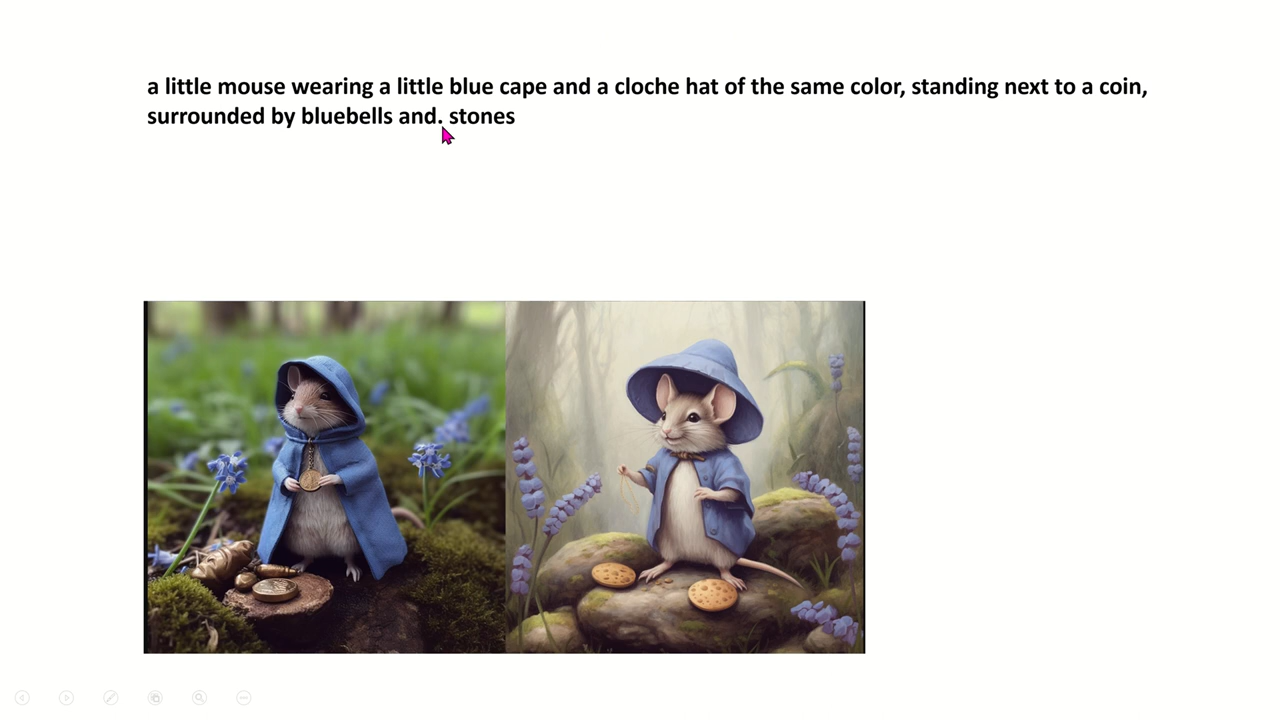 a little mouse wearing a little blue cape and a cloche hat of the same color, standing next to a coin,
surrounded by bluebells and. stones